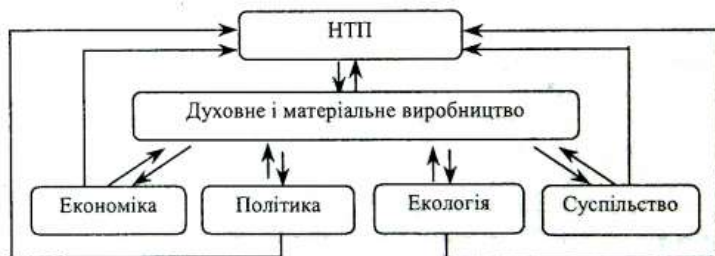 НТП
Духовне і матеріальне виробництво
Економіка
Політика
Екологія
Суспільство